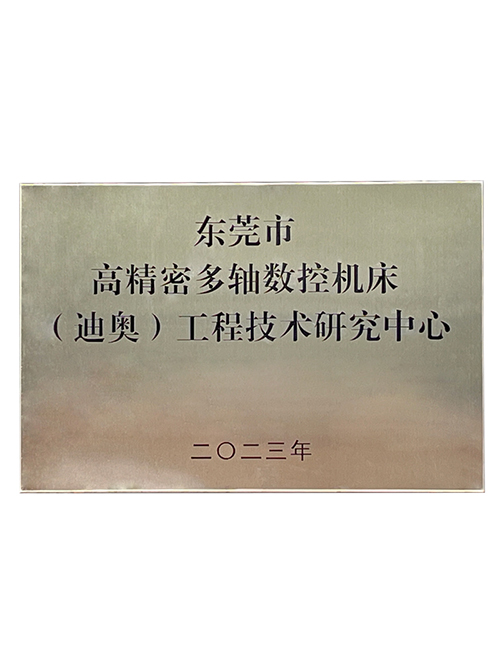 东莞市
高精密多轴数控机床
（迪奥）工程技术研究中心
二〇二三年